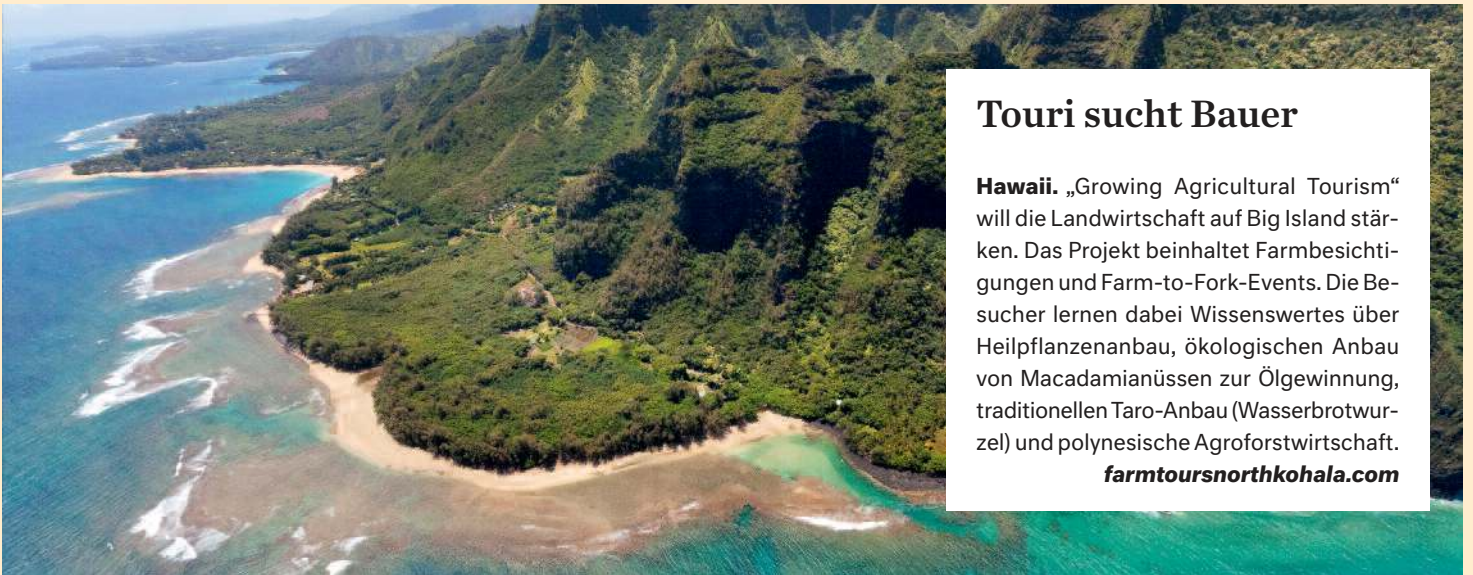 Touri sucht Bauer
Hawaii. „Growing Agricultural Tourism“
will die Landwirtschaft auf Big Island stär-
ken. Das Projekt beinhaltet Farmbesichti-
gungen und Farm-to-Fork-Events. Die Be-
sucher lernen dabei Wissenswertes über
Heilpflanzenanbau, ökologischen Anbau
von Macadamianüssen zur Ölgewinnung,
traditionellen Taro-Anbau (Wasserbrotwur-
zel) und polynesische Agroforstwirtschaft.
farmtoursnorthkohala.com